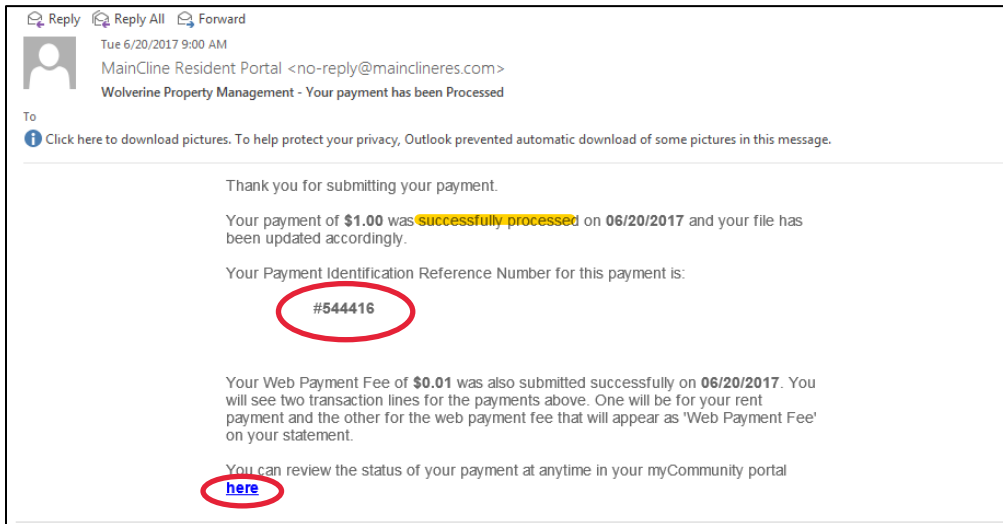 Reply Reply All Forward
Tue 6/20/2017 9:00 AM
MainCline Resident Portal <no-reply@mainclineres.com>
Wolverine Property Management - Your payment has been Processed
To
Click here to download pictures. To help protect your privacy, Outlook prevented automatic download of some pictures in this message.
Thank you for submitting your payment.
Your payment of $1.00 was successfully processed on 06/20/2017 and your file has
been updated accordingly.
Your Payment Identification Reference Number for this payment is:
#544416
Your Web Payment Fee of $0.01 was also submitted successfully on 06/20/2017. You
will see two transaction lines for the payments above. One will be for your rent
payment and the other for the web payment fee that will appear as 'Web Payment Fee'
on your statement.
You can review the status of your payment at anytime in your myCommunity portal
here